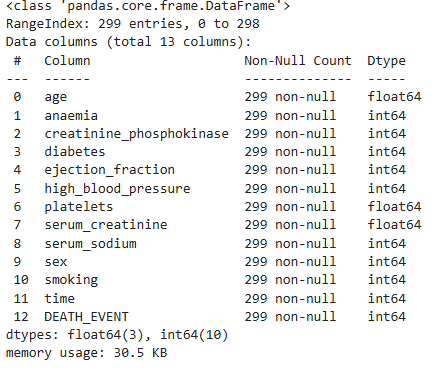 <class 'pandas.core.frame.DataFrame'>
RangeIndex: 299 entries, 0 to 298
Data columns (total 13 columns):
 #   Column                    Non-Null Count  Dtype
---  ------                    --------------  -----
 0   age                       299 non-null    float64
 1   anaemia                   299 non-null    int64
 2   creatinine_phosphokinase  299 non-null    int64
 3   diabetes                  299 non-null    int64
 4   ejection_fraction         299 non-null    int64
 5   high_blood_pressure       299 non-null    int64
 6   platelets                 299 non-null    float64
 7   serum_creatinine          299 non-null    float64
 8   serum_sodium              299 non-null    int64
 9   sex                       299 non-null    int64
 10  smoking                   299 non-null    int64
 11  time                      299 non-null    int64
 12  DEATH_EVENT               299 non-null    int64
dtypes: float64(3), int64(10)
memory usage: 30.5 KB